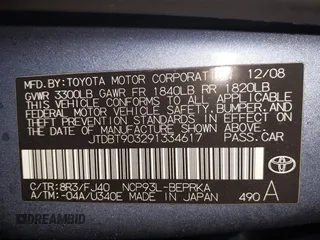 MFD.BY:TOYOTA MOTOR CORPORATION 12/08
GVWR 3300LB GAWR FR 1840LB RR 1820LB
THIS VEHICLE CONFORMS TO ALL APPLICABLE
FEDERAL MOTOR VEHICLE SAFETY, BUMPER, AND
THEFT PREVENTION STANDARDS IN EFFECT ON
THE DATE OF MANUFACTURE SHOWN ABOVE.
JTDBT903291334617 PASS.CAR
C/TR:8R3/FJ40 NCP93L-BEPRKA
A/TM:-04A/U340E MADE IN JAPAN 490 A
TOYOTA
DREAMBID